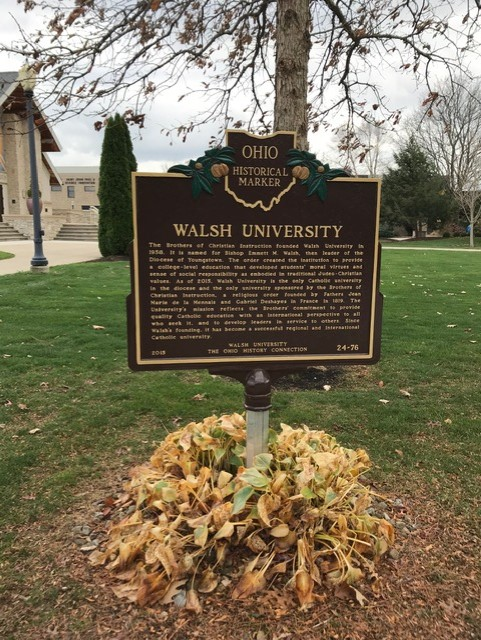 OHIO
HISTORICAL
MARKER
WALSH UNIVERSITY
The Brothers of Christian Instruction founded Walsh University in
1958. It is named for Bishop Emmett M. Walsh, then leader of the
Diocese of Youngstown. The order created the institution to provide
a college-level education that developed students' moral virtues and
sense of social responsibility as embodied in traditional Judeo-Christian
values. As of 2015, Walsh University is the only Catholic university
in the diocese and the only university sponsored by the Brothers of
Christian Instruction, a religious order founded by Fathers Jean
Marie de la Mennais and Gabriel Deshayes in France in 1819. The
University's mission reflects the Brothers' commitment to provide
quality Catholic education with an international perspective to all
who seek it, and to develop leaders in service to others. Since
Walsh's founding, it has become a successful regional and international
Catholic university.
WALSH UNIVERSITY
2015 THE OHIO HISTORY CONNECTION 24-76